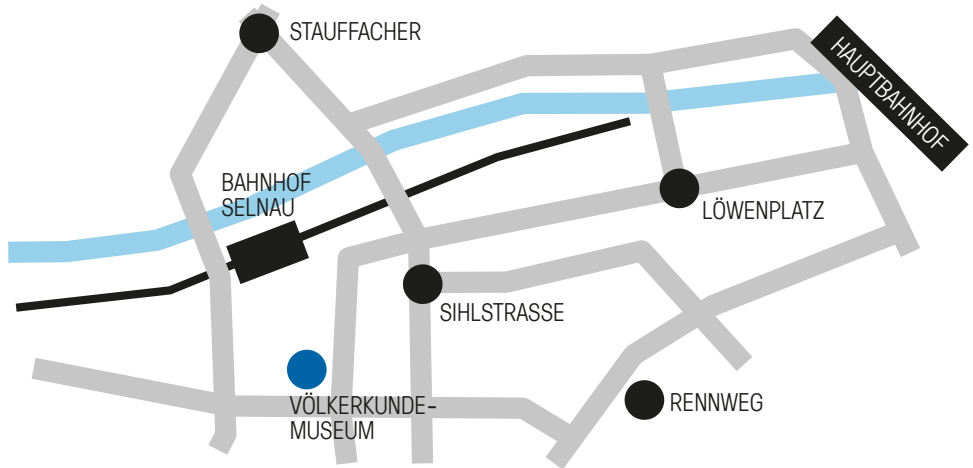 STAUFFACHER
HAUPTBAHNHOF
BAHNHOF
SELNAU
LÖWENPLATZ
SIHLSTRASSE
VÖLKERKUNDE-
MUSEUM
RENNWEG